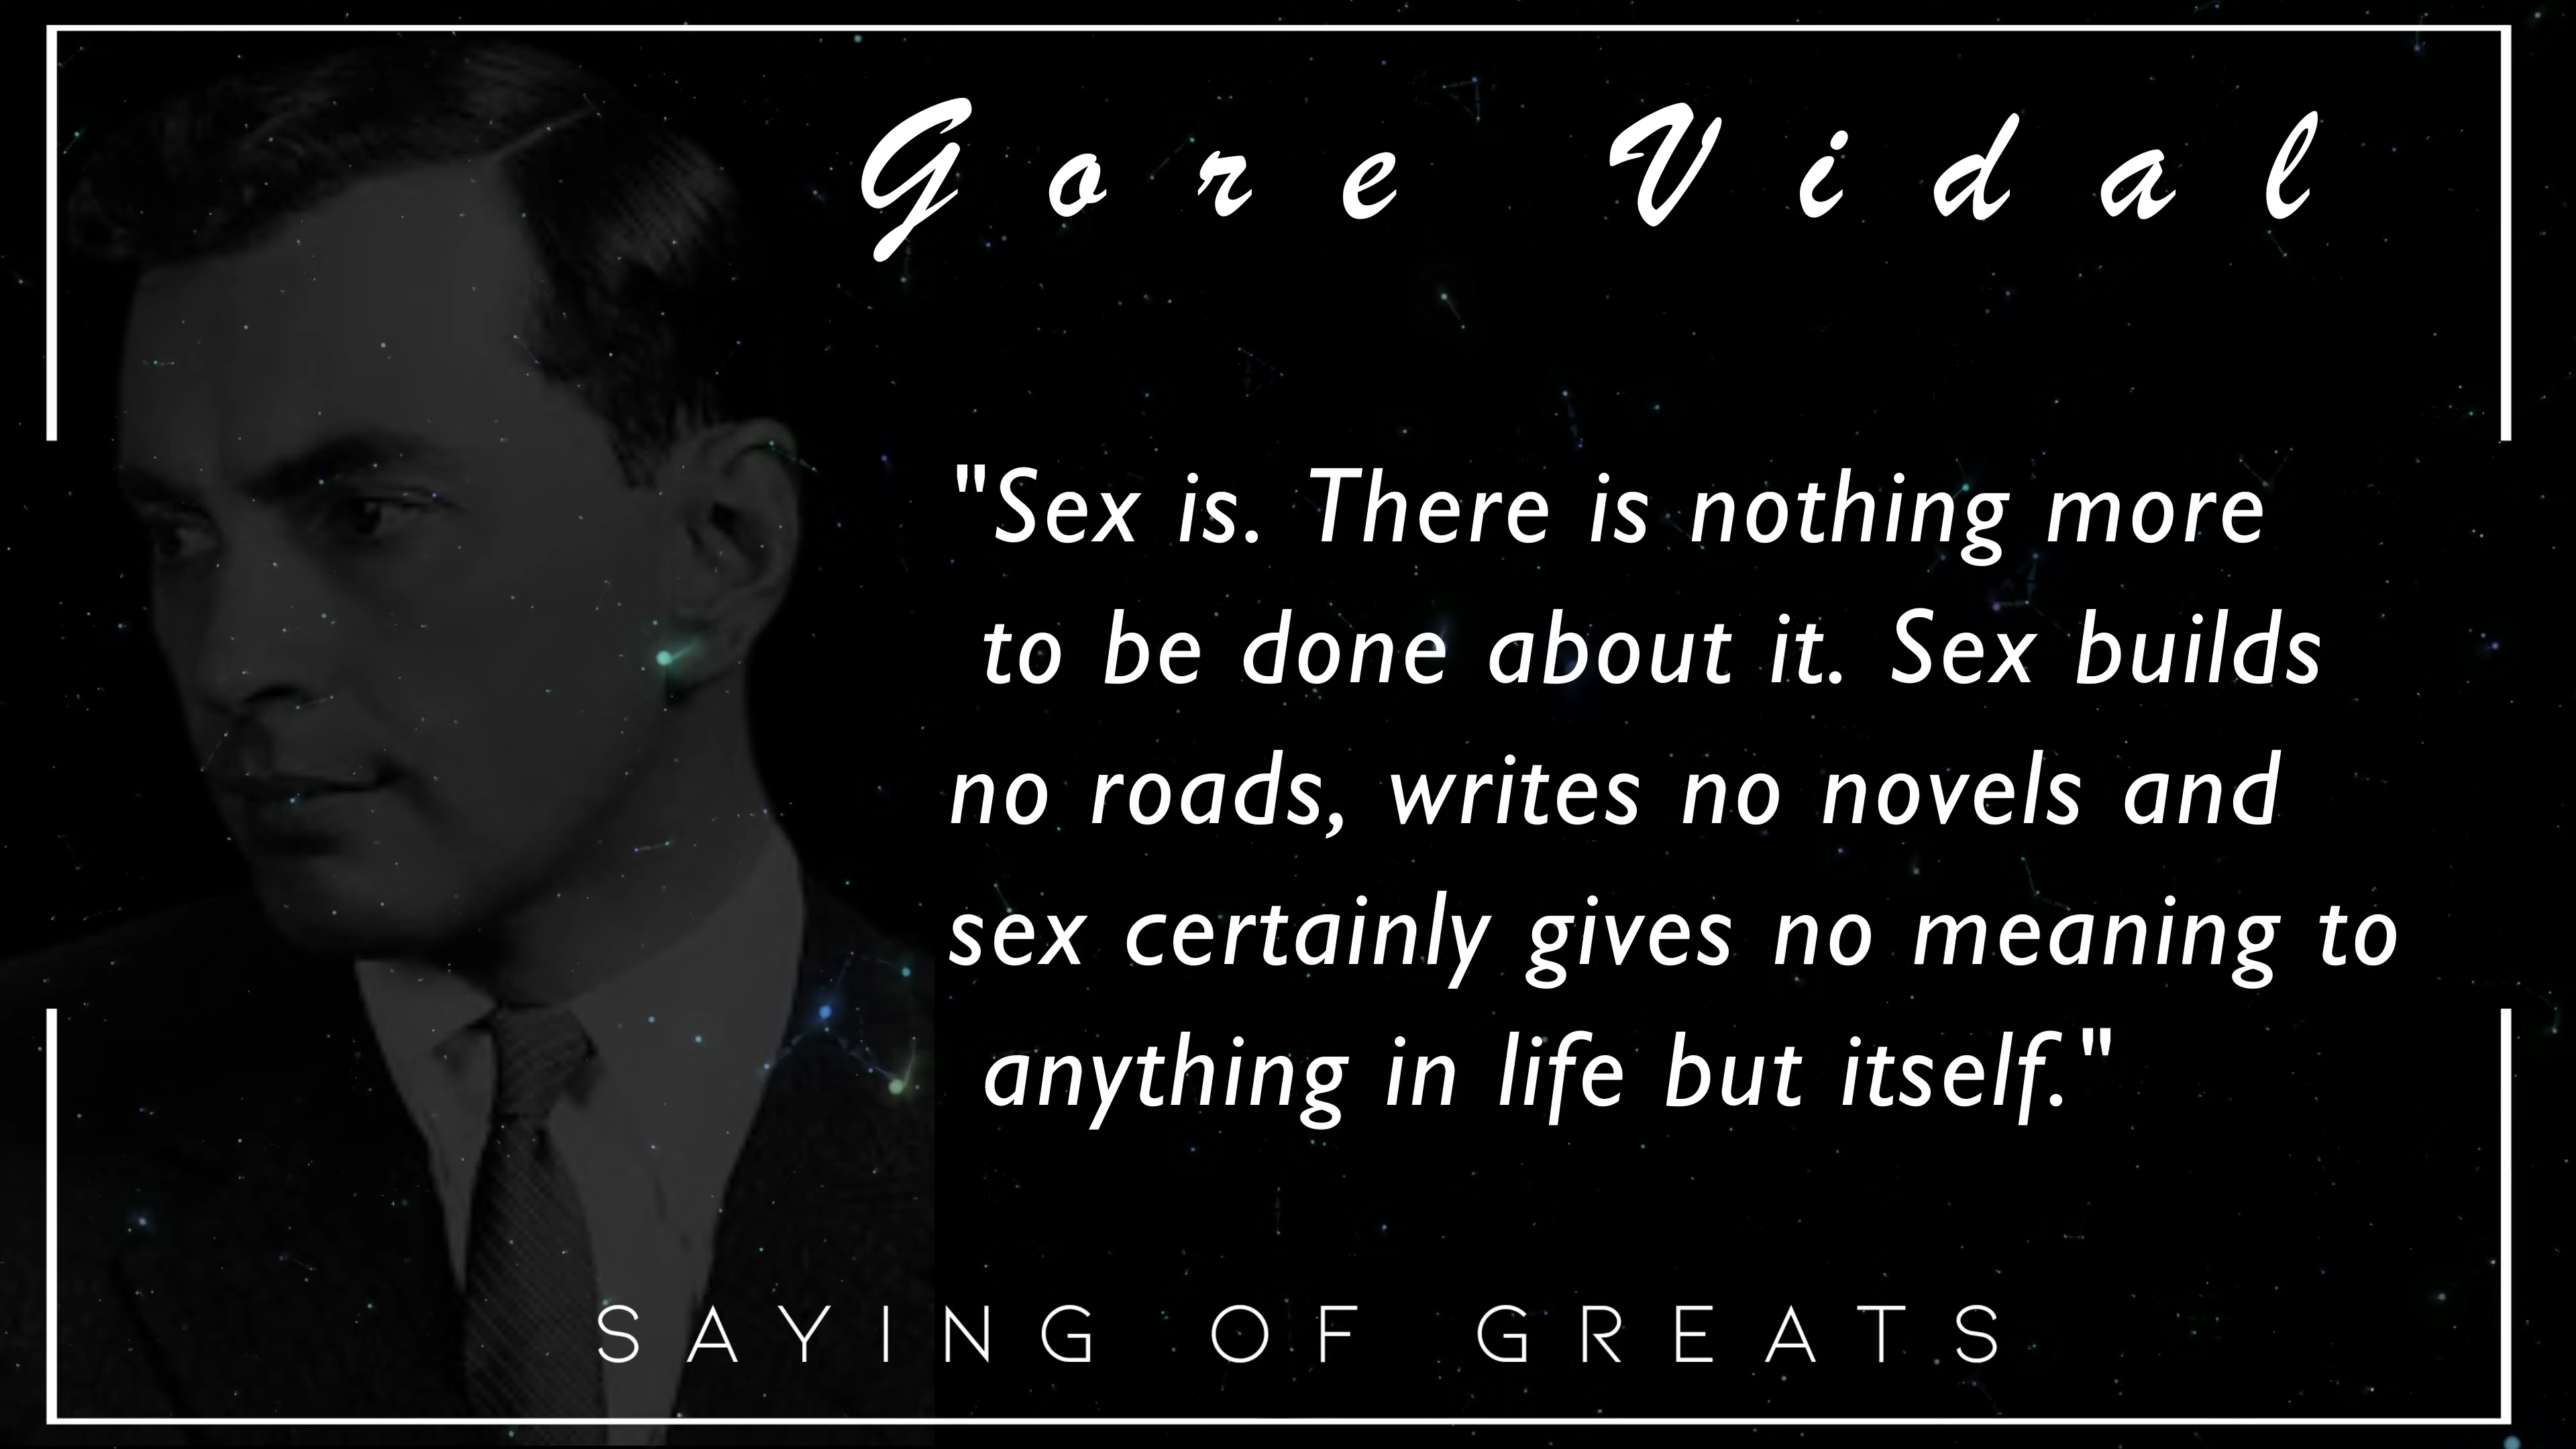 Gore Vidal
"Sex is. There is nothing more
to be done about it. Sex builds
no roads, writes no novels and
sex certainly gives no meaning to
anything in life but itself."
SAYING OF GREATS